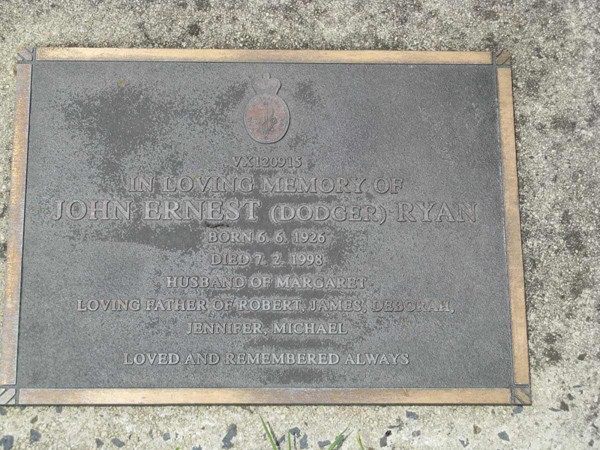 VX120915
IN LOVING MEMORY OF
JOHN ERNEST (DODGER) RYAN
BORN 6. 6. 1926
DIED 7. 2. 1998
HUSBAND OF MARGARET
LOVING FATHER OF ROBERT, JAMES, DEBORAH,
JENNIFER, MICHAEL
LOVED AND REMEMBERED ALWAYS